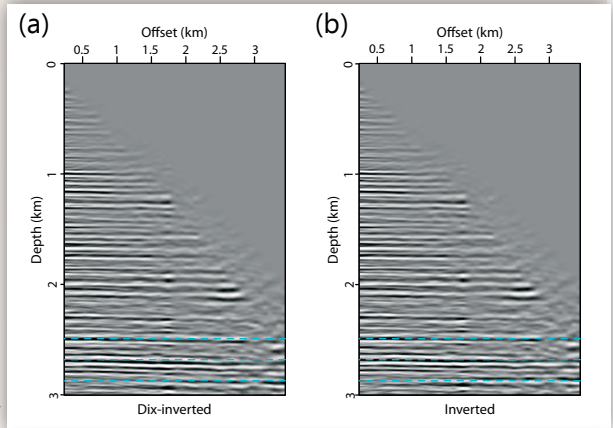 (a)
Offset (km)
0.5 1 1.5 2 2.5 3
0
1
2
3
Depth (km)
Dix-inverted
(b)
Offset (km)
0.5 1 1.5 2 2.5 3
0
1
2
3
Depth (km)
Inverted